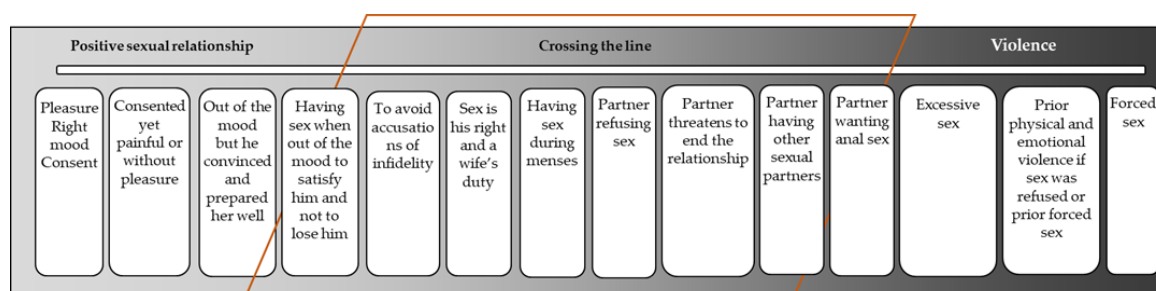 Positive sexual relationship
Crossing the line
Violence
Pleasure
Right
mood
Consent
Consented
yet
painful or
without
pleasure
Out of the
mood but he
convinced
and
prepared
her well
Having
sex when
out of the
mood to
satisfy
him and
not to
lose him
To avoid
accusatio
ns of
infidelity
Sex is
his right
and a
wife's
duty
Having
sex
during
menses
Partner
refusing
sex
Partner
threatens to
end the
relationship
Partner
having
other
sexual
partners
Partner
wanting
anal sex
Excessive
sex
Prior
physical and
emotional
violence if
sex was
refused or
prior forced
sex
Forced
sex